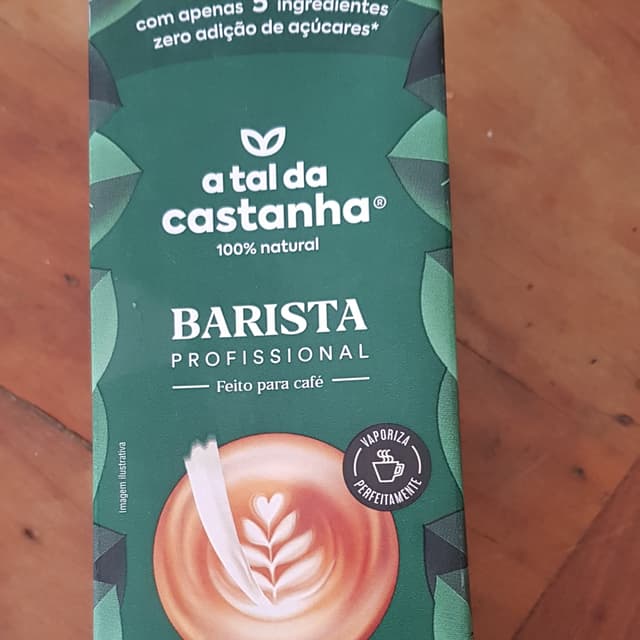 com apenas 5 ingredientes
zero adição de açúcares*
a tal da
castanha®
100% natural
BARISTA
PROFISSIONAL
Feito para café
VAPORIZA
PERFEITAMENTE
Imagem ilustrativa